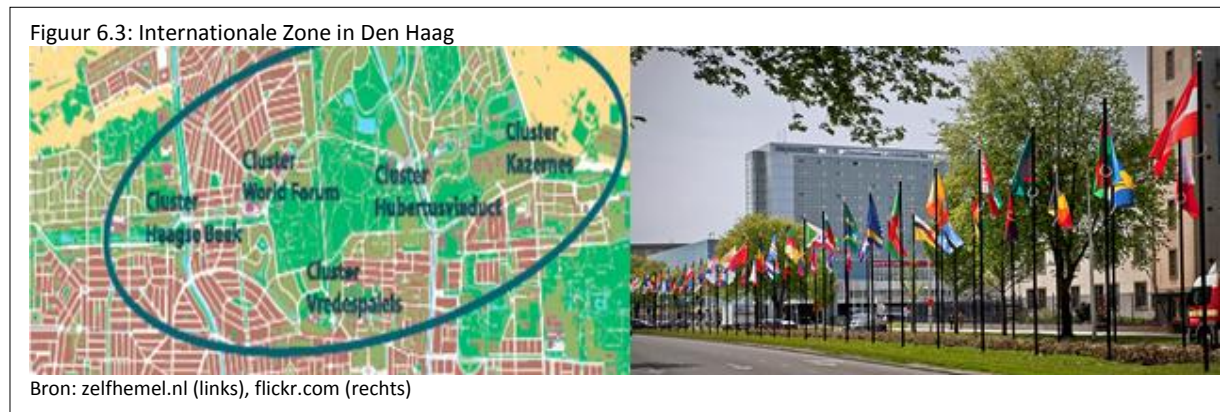 Figuur 6.3: Internationale Zone in Den Haag
Cluster
Kazernes
Cluster
World Forum
Cluster
Hubertusviaduct
Cluster
Haagse Beek
Cluster
Vredespaleis
Bron: zelfhemel.nl (links), flickr.com (rechts)